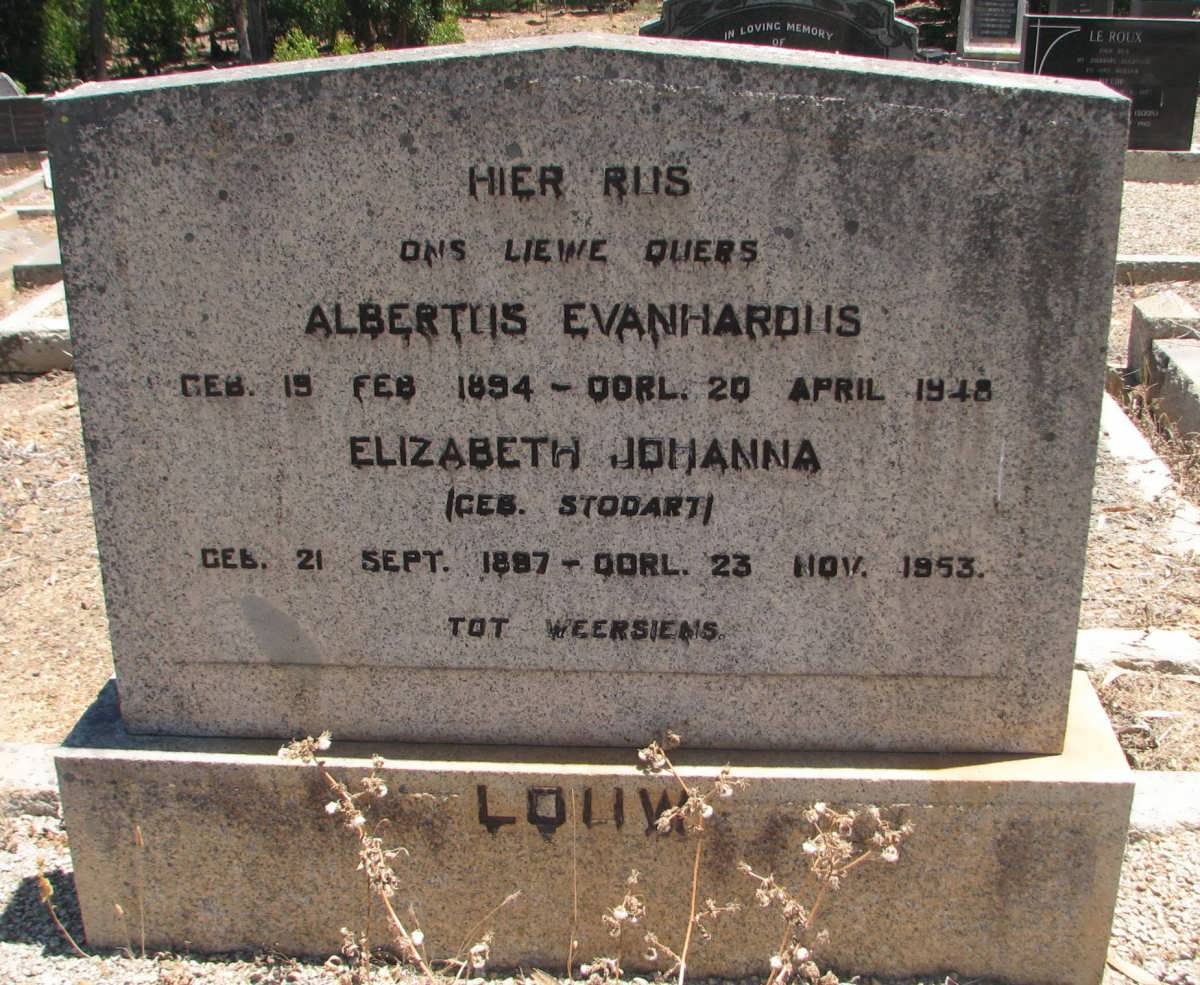 IN LOVING MEMORY
OF
LE ROUX
HIER RUS
ONS LIEWE OUERS
ALBERTUS EVANHARDUS
GEB. 19 FEB 1894 – OORL. 20 APRIL 1948
ELIZABETH JOHANNA
(GEB. STODART)
GEB. 21 SEPT. 1897 – OORL. 23 NOV. 1953.
TOT WEERSIENS.
LOUW